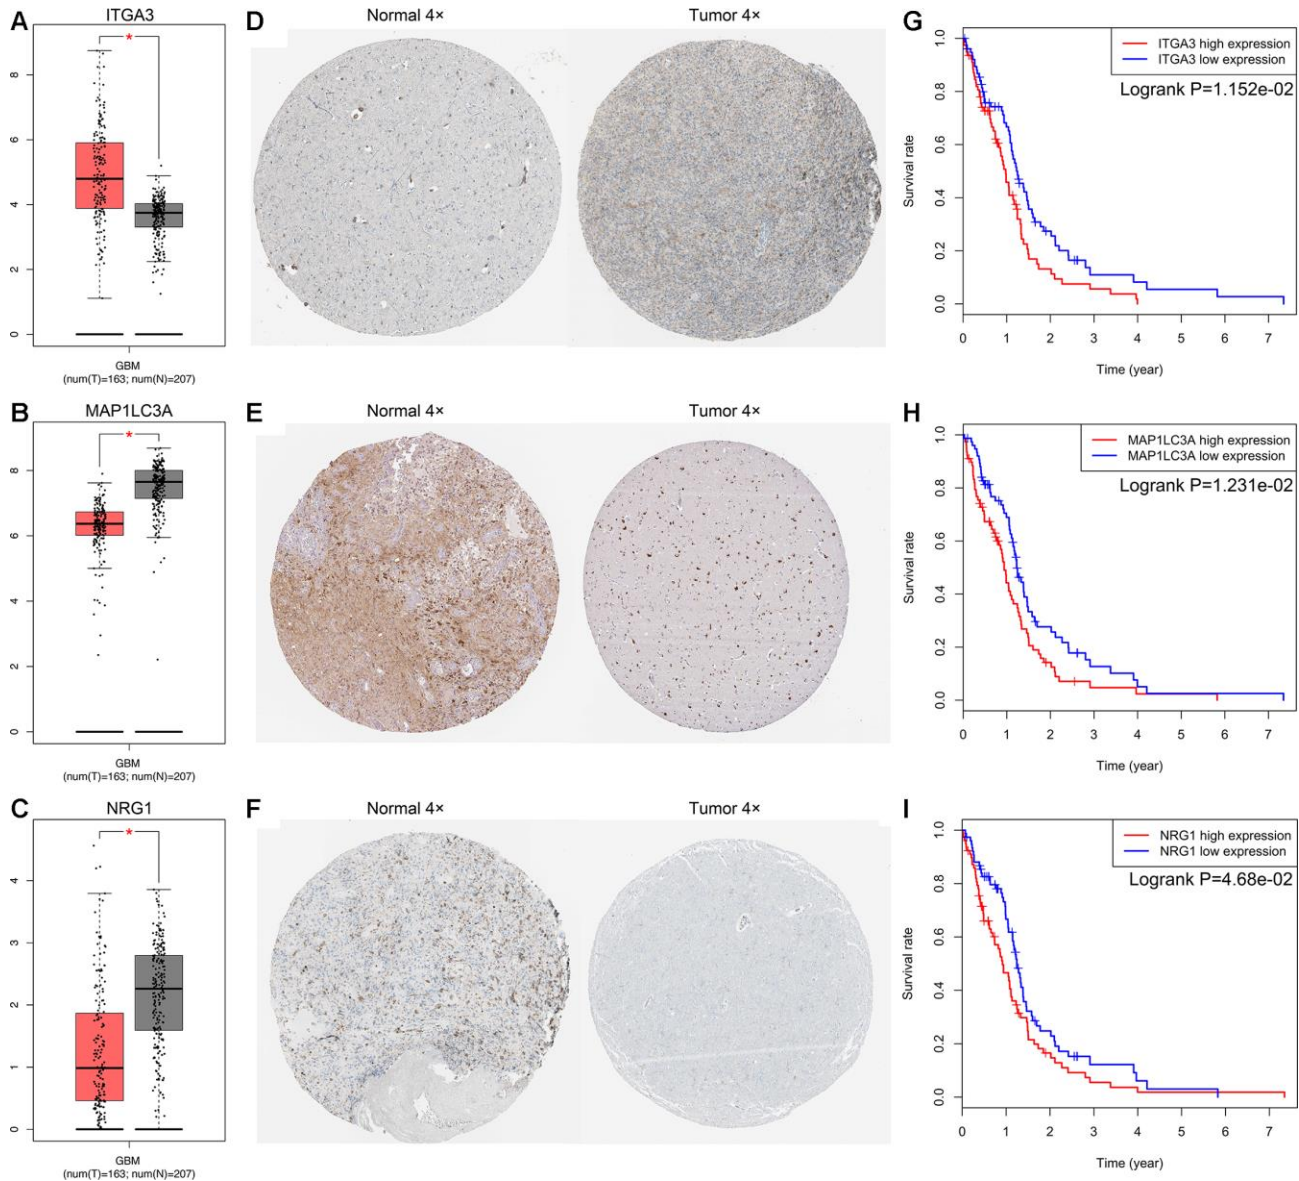 A
ITGA3
*
8
6
4
2
0
GBM
(num(T)=163; num(N)=207)
D
Normal 4×
Tumor 4×
G
ITGA3 high expression
ITGA3 low expression
Logrank P=1.152e-02
Survival rate
1.0
0.8
0.6
0.4
0.2
0.0
0 1 2 3 4 5 6 7
Time (year)
B
MAP1LC3A
*
8
6
4
2
0
GBM
(num(T)=163; num(N)=207)
E
Normal 4×
Tumor 4×
H
MAP1LC3A high expression
MAP1LC3A low expression
Logrank P=1.231e-02
Survival rate
1.0
0.8
0.6
0.4
0.2
0.0
0 1 2 3 4 5 6 7
Time (year)
C
NRG1
*
4
3
2
1
0
GBM
(num(T)=163; num(N)=207)
F
Normal 4×
Tumor 4×
I
NRG1 high expression
NRG1 low expression
Logrank P=4.68e-02
Survival rate
1.0
0.8
0.6
0.4
0.2
0.0
0 1 2 3 4 5 6 7
Time (year)